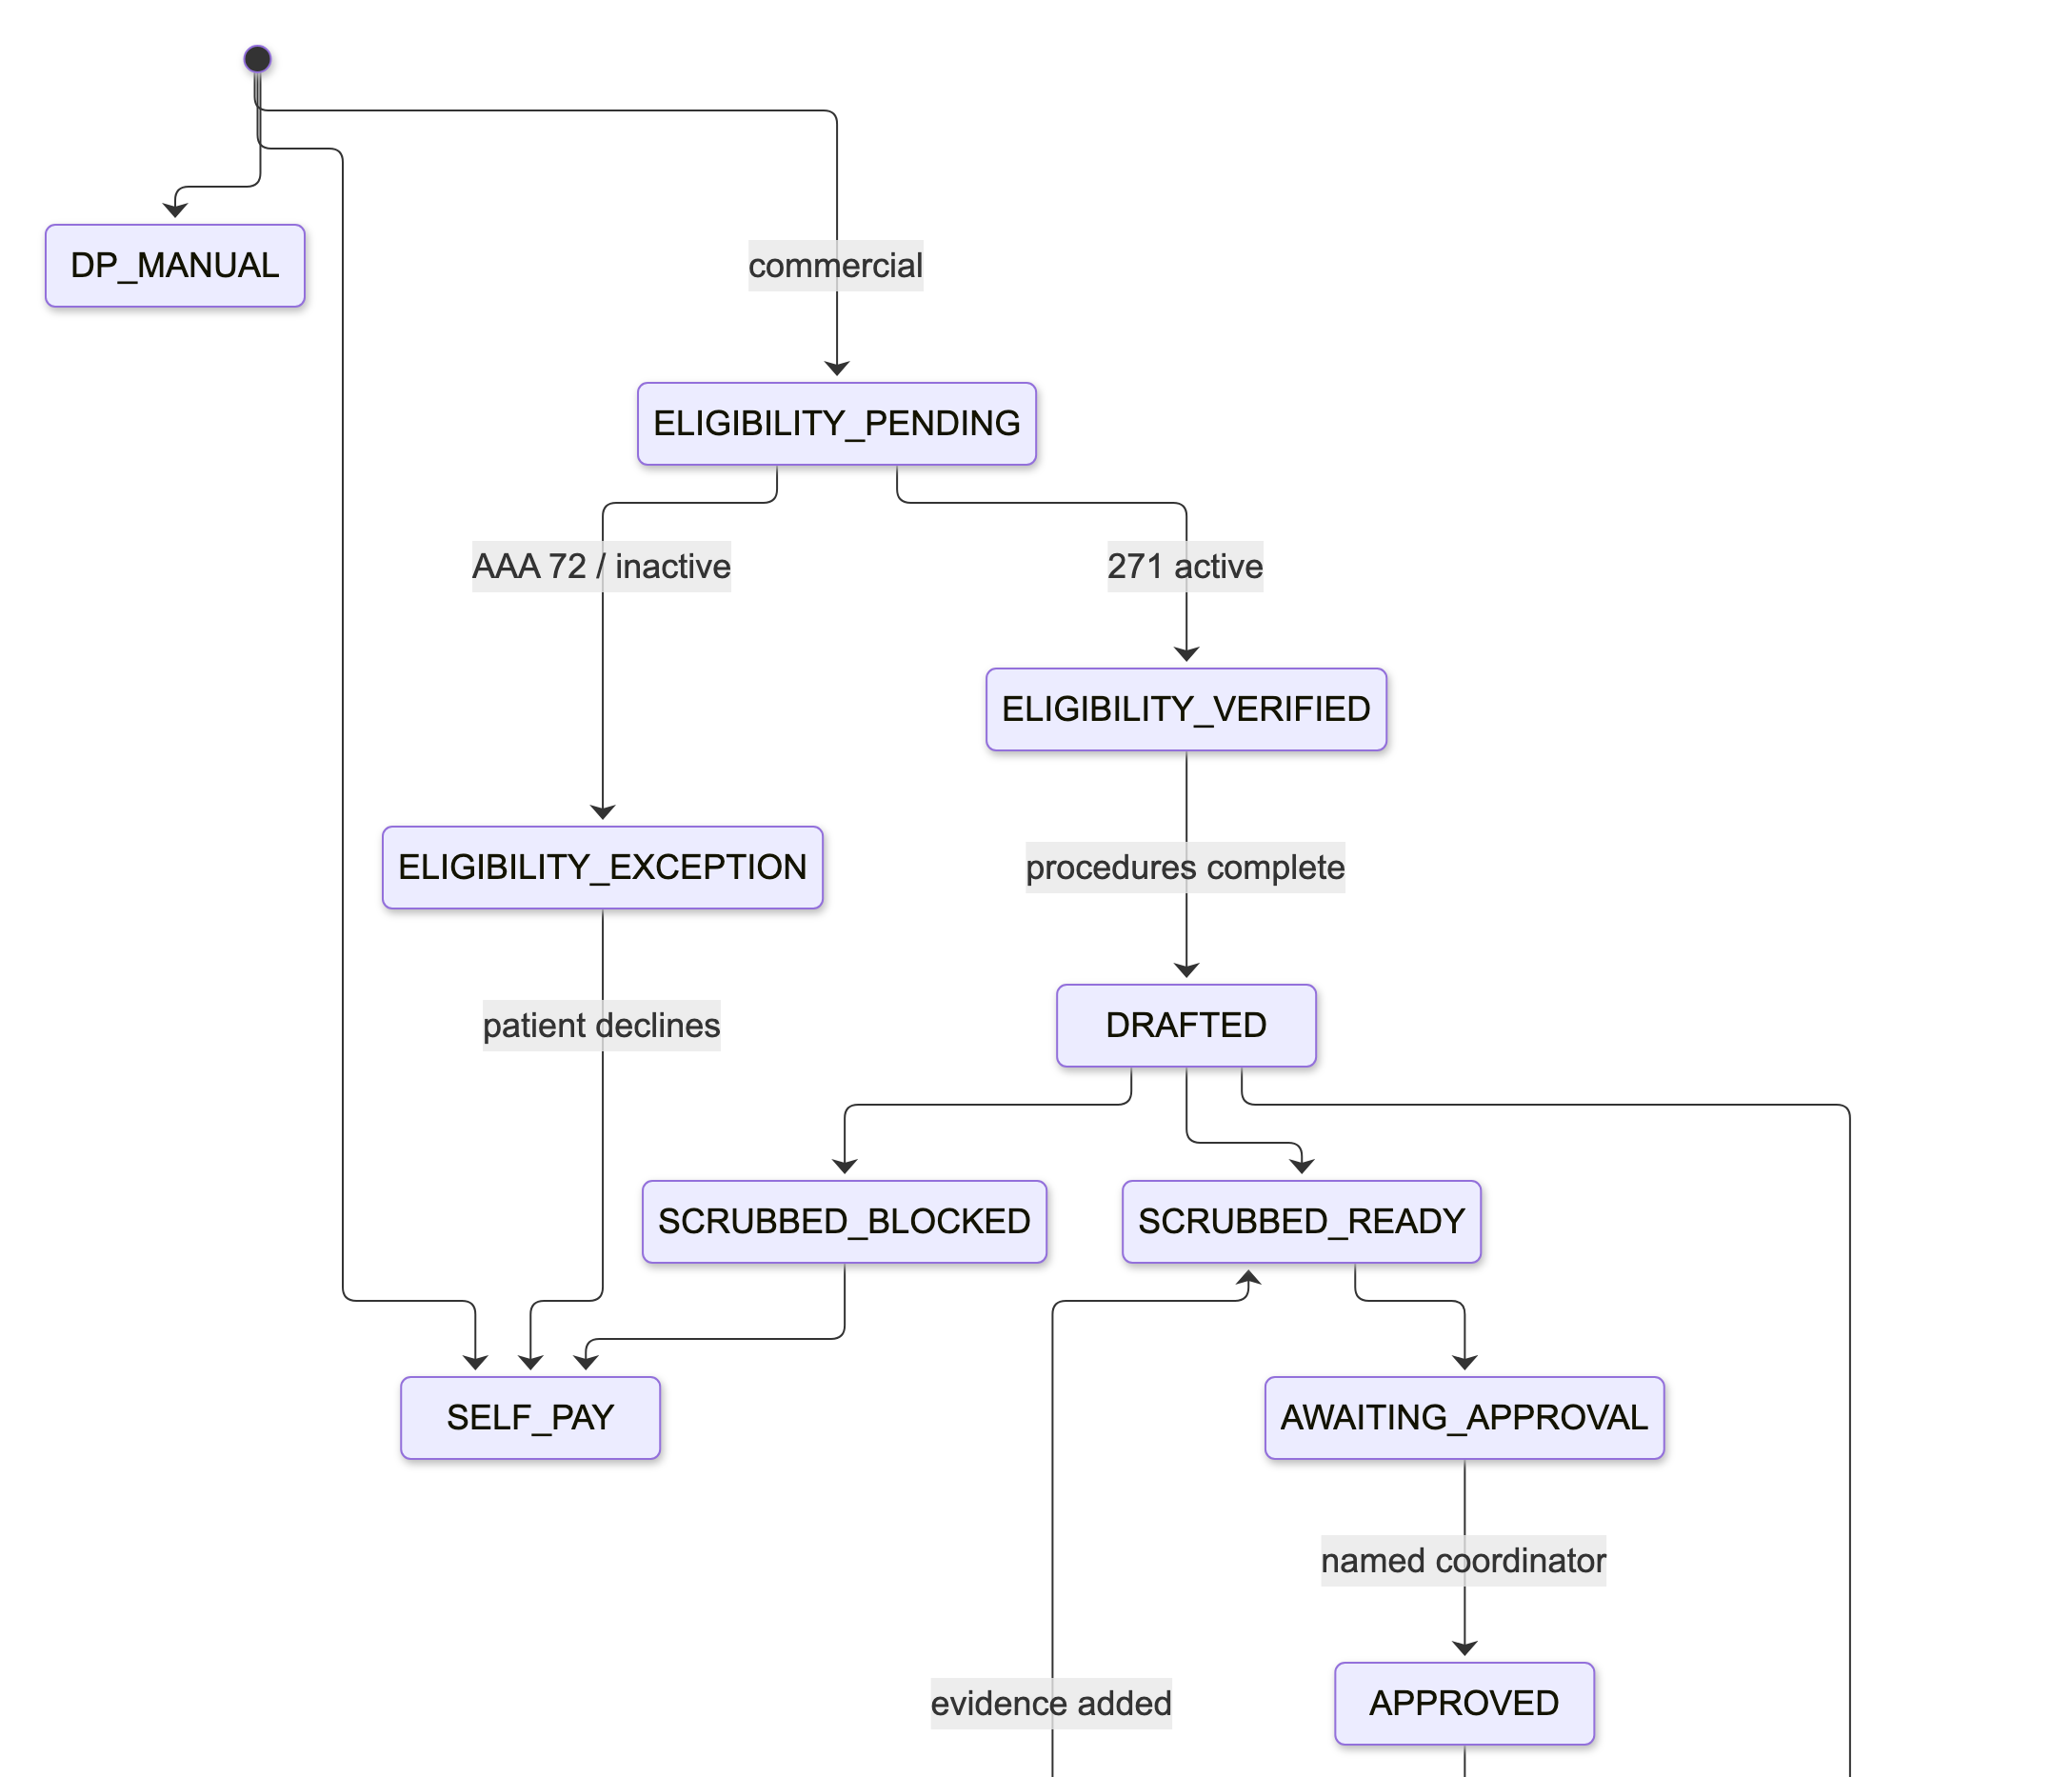 DP_MANUAL
commercial
ELIGIBILITY_PENDING
AAA 72 / inactive
271 active
ELIGIBILITY_VERIFIED
ELIGIBILITY_EXCEPTION
procedures complete
patient declines
DRAFTED
SCRUBBED_BLOCKED
SCRUBBED_READY
SELF_PAY
AWAITING_APPROVAL
named coordinator
evidence added
APPROVED